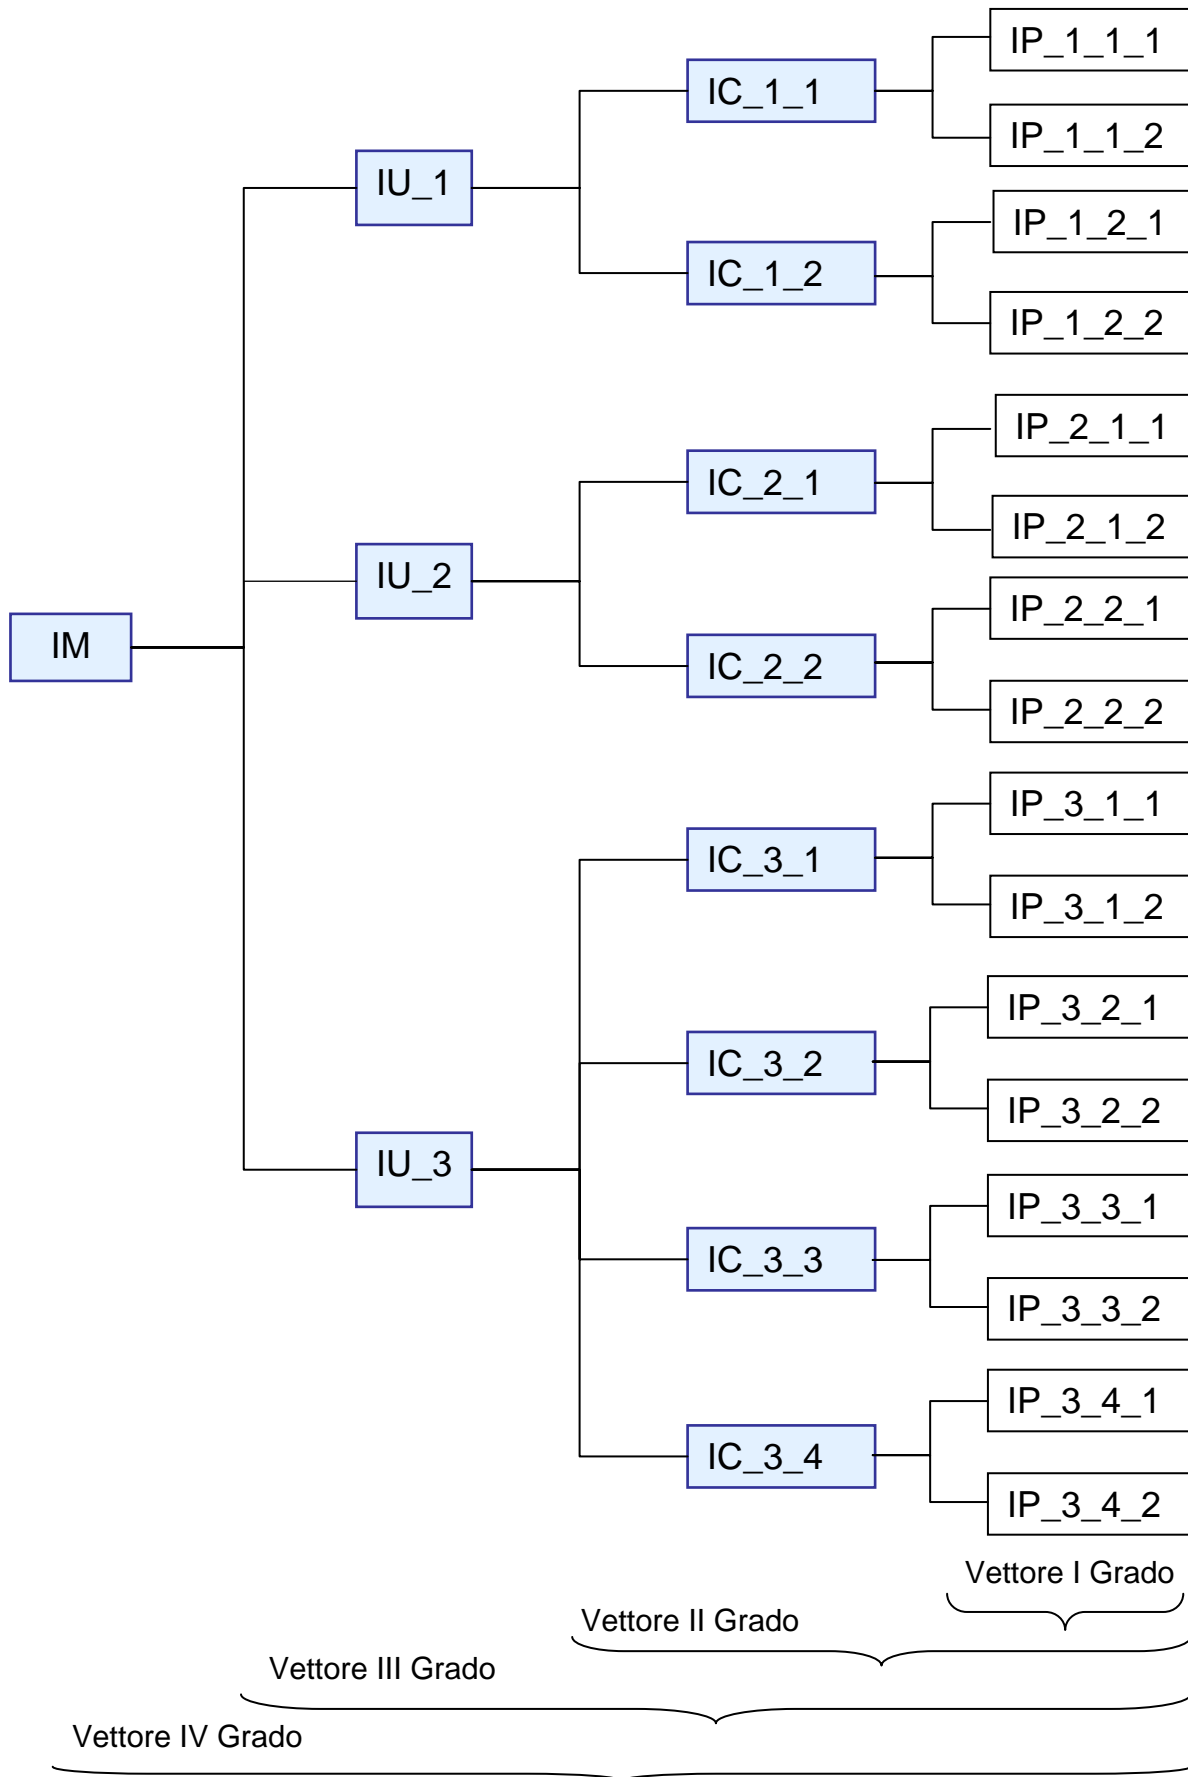 IP_1_1_1
IC_1_1
IP_1_1_2
IU_1
IP_1_2_1
IC_1_2
IP_1_2_2
IP_2_1_1
IC_2_1
IP_2_1_2
IU_2
IP_2_2_1
IM
IC_2_2
IP_2_2_2
IP_3_1_1
IC_3_1
IP_3_1_2
IP_3_2_1
IC_3_2
IP_3_2_2
IU_3
IP_3_3_1
IC_3_3
IP_3_3_2
IP_3_4_1
IC_3_4
IP_3_4_2
Vettore I Grado
Vettore II Grado
Vettore III Grado
Vettore IV Grado